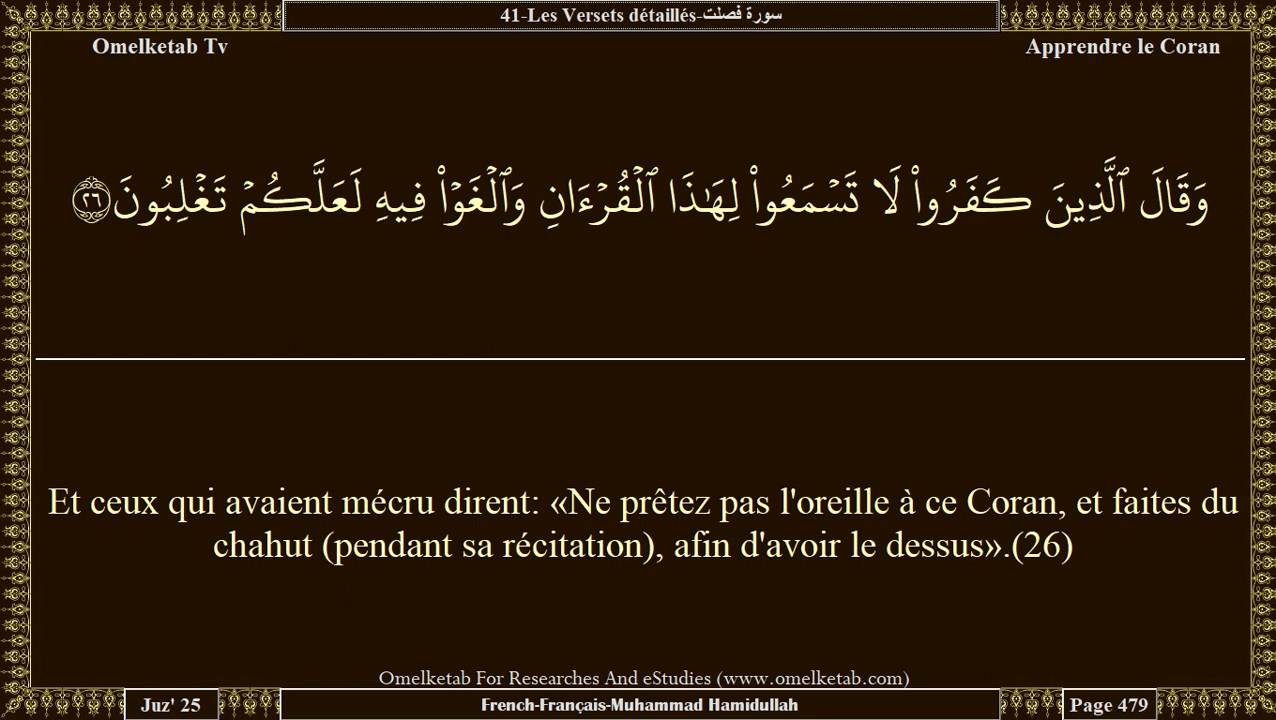 41-Les Versets détaillés-سورة فصلت
Omelketab Tv
Apprendre le Coran
وَقَالَ ٱلَّذِينَ كَفَرُوا۟ لَا تَسْمَعُوا۟ لِهَـٰذَا ٱلْقُرْءَانِ وَٱلْغَوْا۟ فِيهِ لَعَلَّكُمْ تَغْلِبُونَ ٢٦
Et ceux qui avaient mécru dirent: «Ne prêtez pas l'oreille à ce Coran, et faites du
chahut (pendant sa récitation), afin d'avoir le dessus».(26)
Omelketab For Researches And eStudies (www.omelketab.com)
Juz' 25
French-Français-Muhammad Hamidullah
Page 479